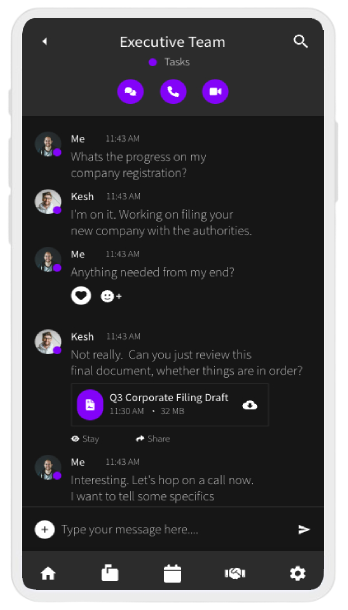 Executive Team
Tasks
Me 11:43 AM
Whats the progress on my
company registration?
Kesh 11:43 AM
I'm on it. Working on filing your
new company with the authorities.
Me 11:43 AM
Anything needed from my end?
Kesh 11:43 AM
Not really. Can you just review this
final document, whether things are in order?
Q3 Corporate Filing Draft
11:30 AM • 32 MB
Stay Share
Me 11:43 AM
Interesting. Let's hop on a call now.
I want to tell some specifics
Type your message here....